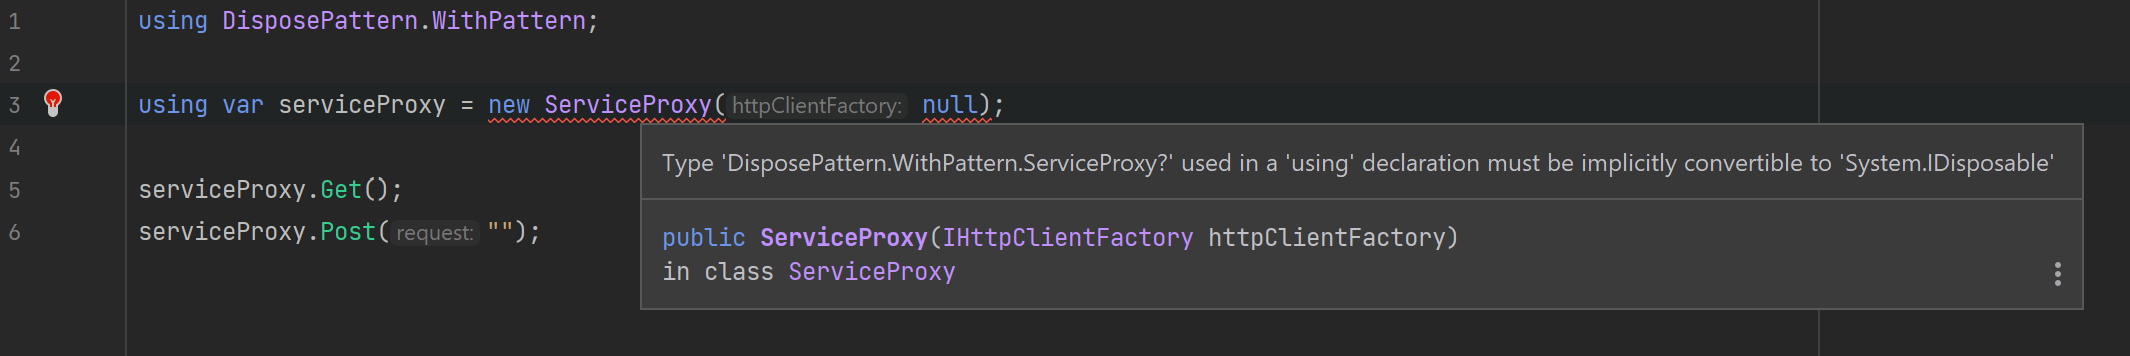 1 using DisposePattern.WithPattern;
2
3 using var serviceProxy = new ServiceProxy( httpClientFactory: null);
4
5 serviceProxy.Get();
6 serviceProxy.Post( request: "");
Type 'DisposePattern.WithPattern.ServiceProxy?' used in a 'using' declaration must be implicitly convertible to 'System.IDisposable'
public ServiceProxy(IHttpClientFactory httpClientFactory)
in class ServiceProxy